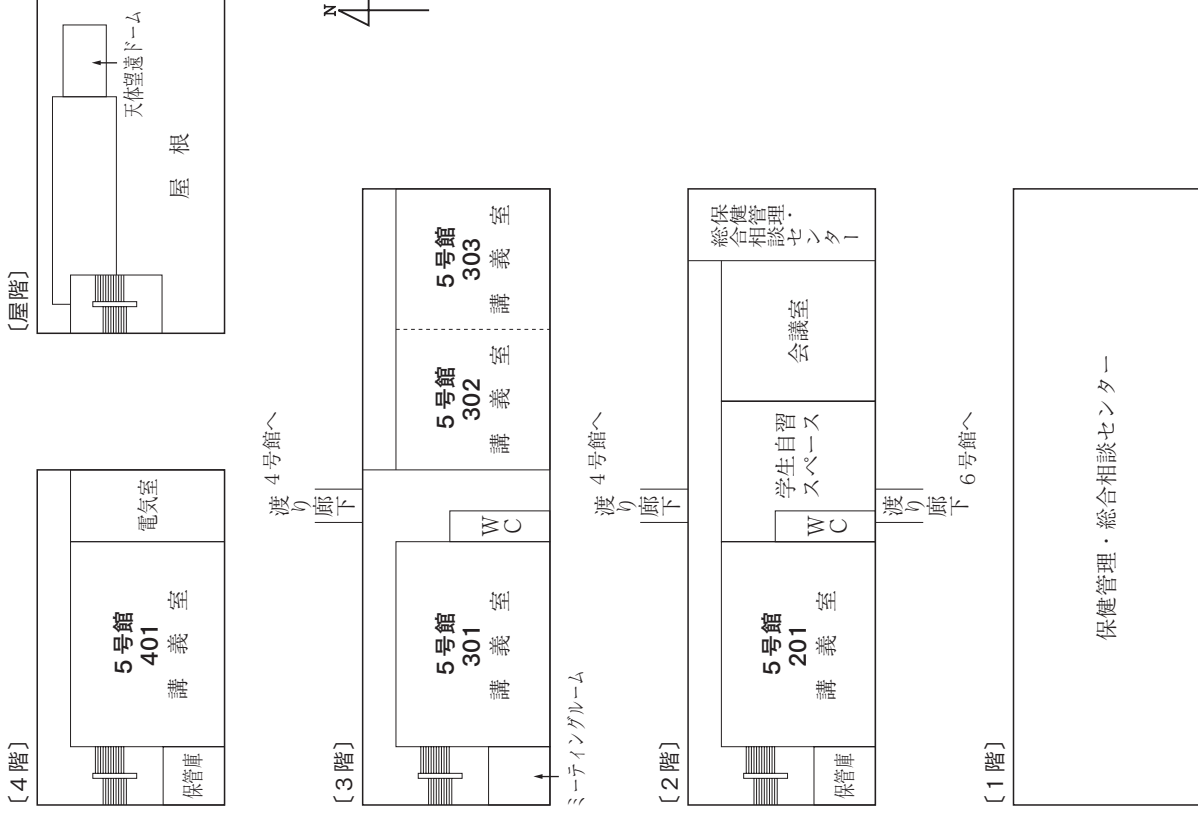 〔屋階〕
天体望遠ドーム
屋根
N
〔4階〕
5号館
401
講義室
電気室
保管庫
〔3階〕
渡り廊下
4号館へ
5号館
301
講義室
WC
5号館
302
講義室
5号館
303
講義室
ミーティングルーム
〔2階〕
渡り廊下
4号館へ
5号館
201
講義室
WC
学生自習
スペース
会議室
保健管理・
総合相談
センター
保管庫
渡り廊下
6号館へ
〔1階〕
保健管理・総合相談センター